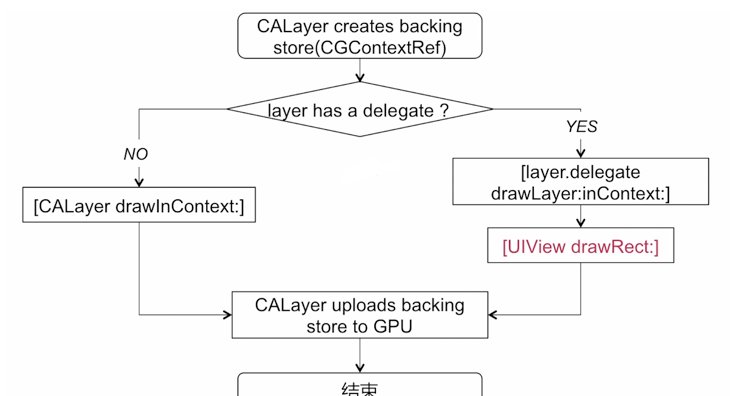 CALayer creates backing
store(CGContextRef)
layer has a delegate ?
NO
YES
[CALayer drawInContext:]
[layer.delegate
drawLayer:inContext:]
[UIView drawRect:]
CALayer uploads backing
store to GPU
结束